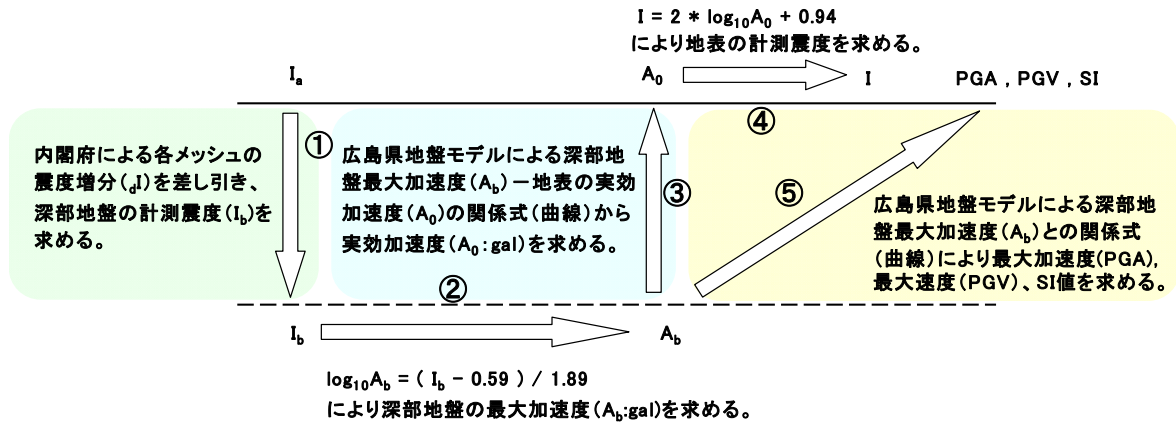 I = 2 * log₁₀A₀ + 0.94
により地表の計測震度を求める。
Iₐ
A₀
I
PGA , PGV , SI
①
④
内閣府による各メッシュの
震度増分(dI)を差し引き、
深部地盤の計測震度(Ib)を
求める。
広島県地盤モデルによる深部地
盤最大加速度(Ab)-地表の実効
加速度(A₀)の関係式(曲線)から
実効加速度(A₀:gal)を求める。
③
⑤
広島県地盤モデルによる深部地
盤最大加速度(Ab)との関係式
(曲線)により最大加速度(PGA),
最大速度(PGV)、SI値を求める。
②
Ib
Ab
log₁₀Ab = ( Ib - 0.59 ) / 1.89
により深部地盤の最大加速度(Ab:gal)を求める。